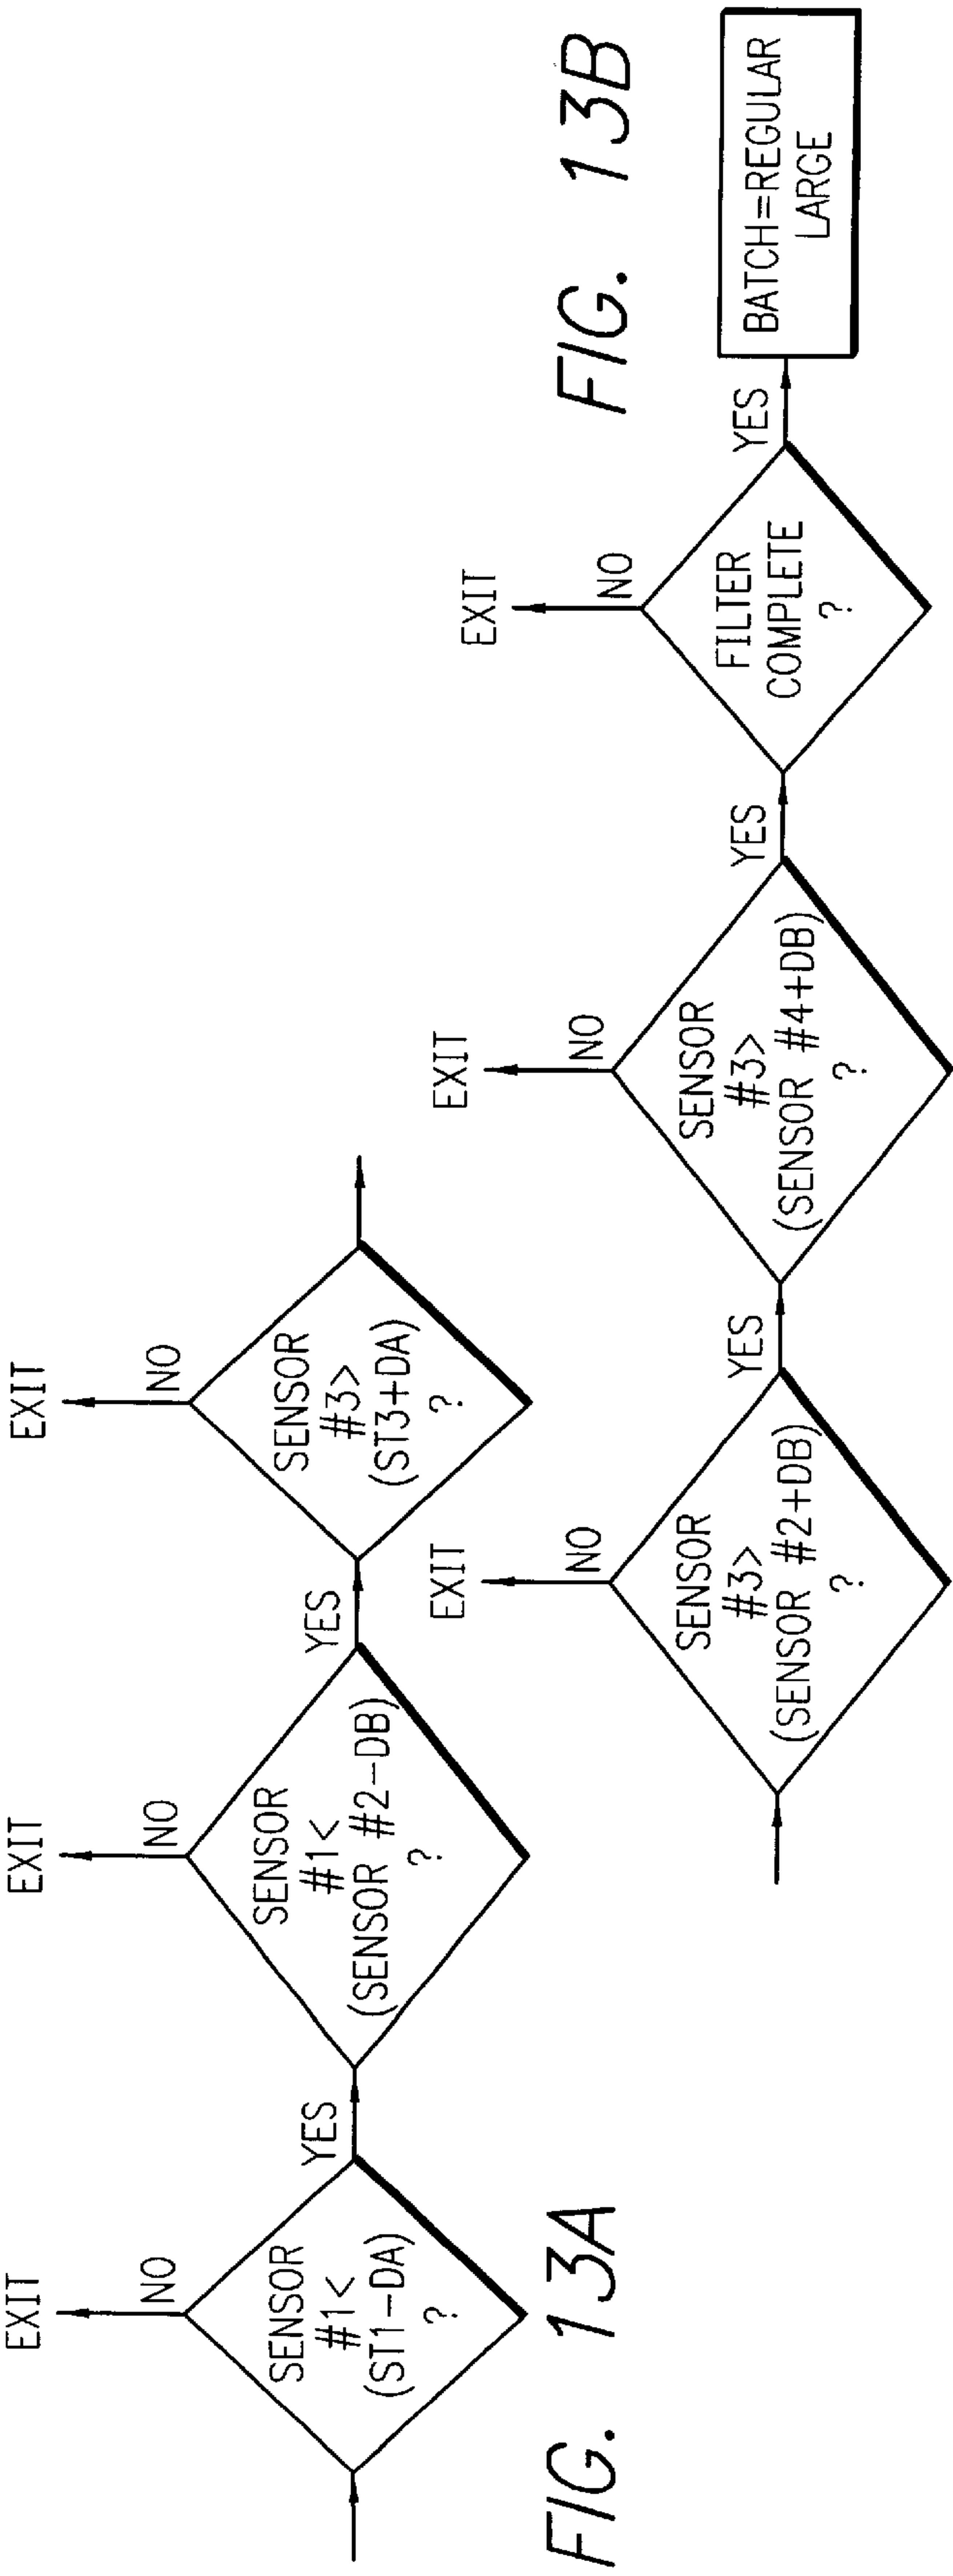 EXIT
NO
SENSOR
#1<
(ST1-DA)
?
YES
EXIT
NO
SENSOR
#1<
(SENSOR #2-DB)
?
YES
EXIT
NO
SENSOR
#3>
(ST3+DA)
?
FIG. 13A
EXIT
NO
SENSOR
#3>
(SENSOR #2+DB)
?
YES
EXIT
NO
SENSOR
#3>
(SENSOR #4+DB)
?
YES
EXIT
NO
FILTER
COMPLETE
?
YES
BATCH=REGULAR
LARGE
FIG. 13B